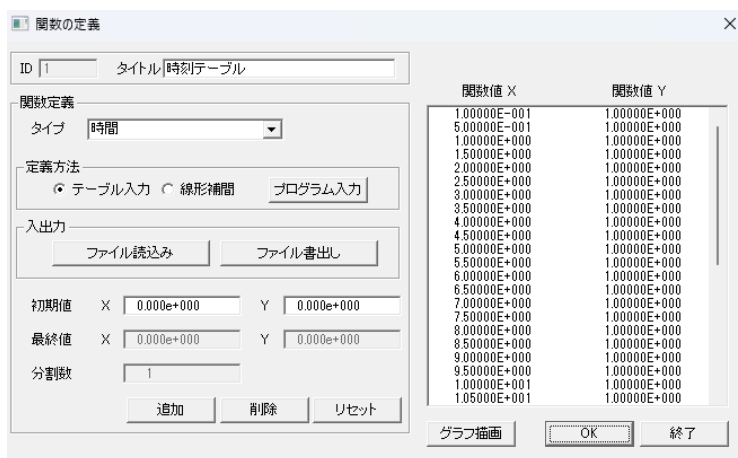 関数の定義
ID 1 タイトル 時刻テーブル
関数定義
タイプ 時間
定義方法
テーブル入力 線形補間 プログラム入力
入出力
ファイル読込み ファイル書出し
初期値 X 0.000e+000 Y 0.000e+000
最終値 X 0.000e+000 Y 0.000e+000
分割数 1
追加 削除 リセット
関数値 X 関数値 Y
1.00000E-001 1.00000E+000
5.00000E-001 1.00000E+000
1.00000E+000 1.00000E+000
1.50000E+000 1.00000E+000
2.00000E+000 1.00000E+000
2.50000E+000 1.00000E+000
3.00000E+000 1.00000E+000
3.50000E+000 1.00000E+000
4.00000E+000 1.00000E+000
4.50000E+000 1.00000E+000
5.00000E+000 1.00000E+000
5.50000E+000 1.00000E+000
6.00000E+000 1.00000E+000
6.50000E+000 1.00000E+000
7.00000E+000 1.00000E+000
7.50000E+000 1.00000E+000
8.00000E+000 1.00000E+000
8.50000E+000 1.00000E+000
9.00000E+000 1.00000E+000
9.50000E+000 1.00000E+000
1.00000E+001 1.00000E+000
1.05000E+001 1.00000E+000
グラフ描画 OK 終了